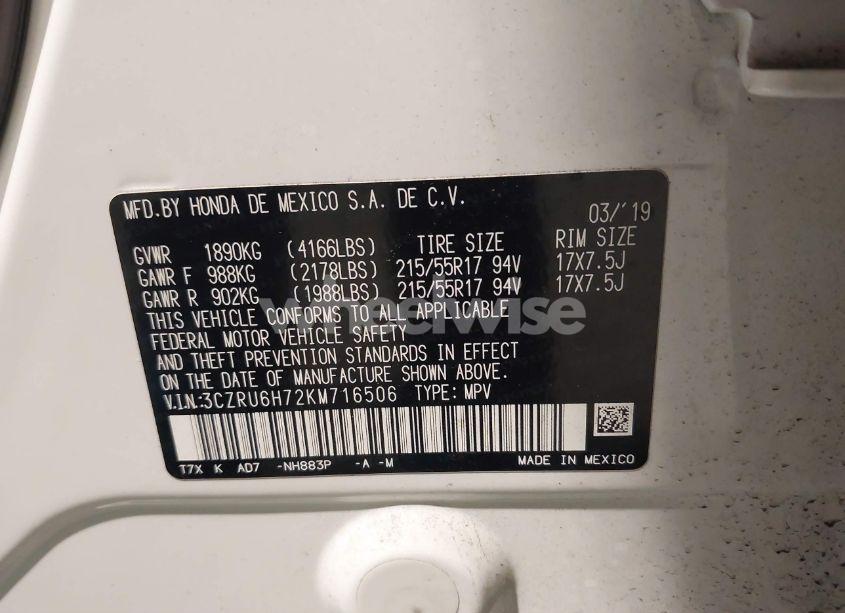 MFD.BY HONDA DE MEXICO S.A. DE C.V.
03/'19
GVWR 1890KG (4166LBS) TIRE SIZE RIM SIZE
GAWR F 988KG (2178LBS) 215/55R17 94V 17X7.5J
GAWR R 902KG (1988LBS) 215/55R17 94V 17X7.5J
THIS VEHICLE CONFORMS TO ALL APPLICABLE
FEDERAL MOTOR VEHICLE SAFETY
AND THEFT PREVENTION STANDARDS IN EFFECT
ON THE DATE OF MANUFACTURE SHOWN ABOVE.
V.I.N.:3CZRU6H72KM716506 TYPE: MPV
T7X K AD7 -NH883P -A -M MADE IN MEXICO
wheelwise